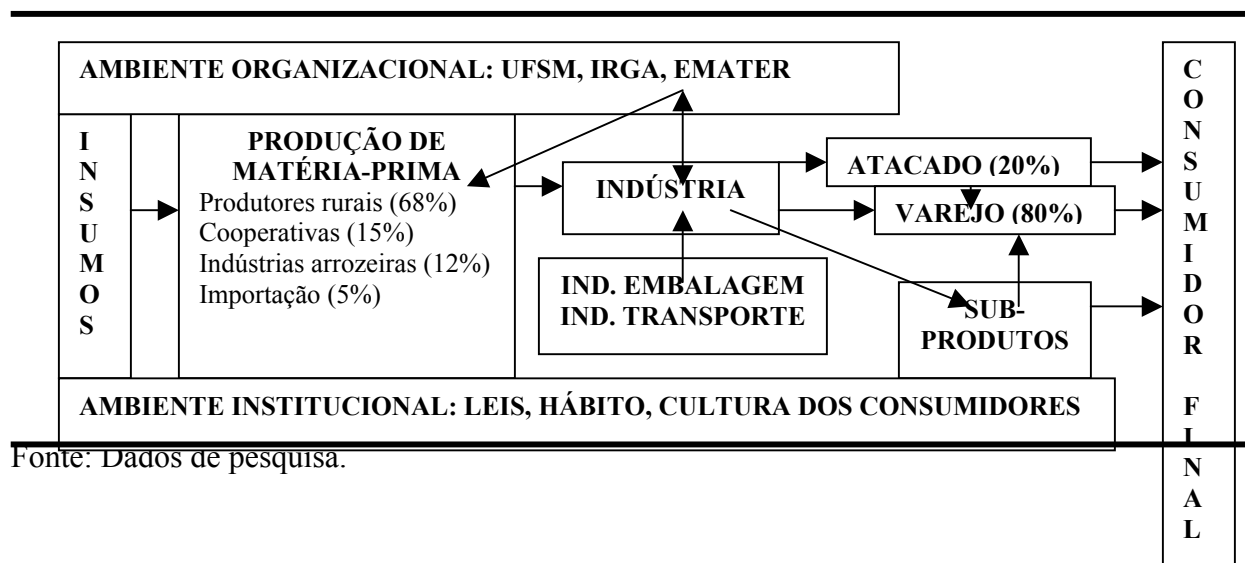 AMBIENTE ORGANIZACIONAL: UFSM, IRGA, EMATER
INSUMOS
PRODUÇÃO DE
MATÉRIA-PRIMA
Produtores rurais (68%)
Cooperativas (15%)
Indústrias arrozeiras (12%)
Importação (5%)
INDÚSTRIA
IND. EMBALAGEM
IND. TRANSPORTE
ATACADO (20%)
VAREJO (80%)
SUB-
PRODUTOS
CONSUMIDOR FINAL
AMBIENTE INSTITUCIONAL: LEIS, HÁBITO, CULTURA DOS CONSUMIDORES
Fonte: Dados de pesquisa.